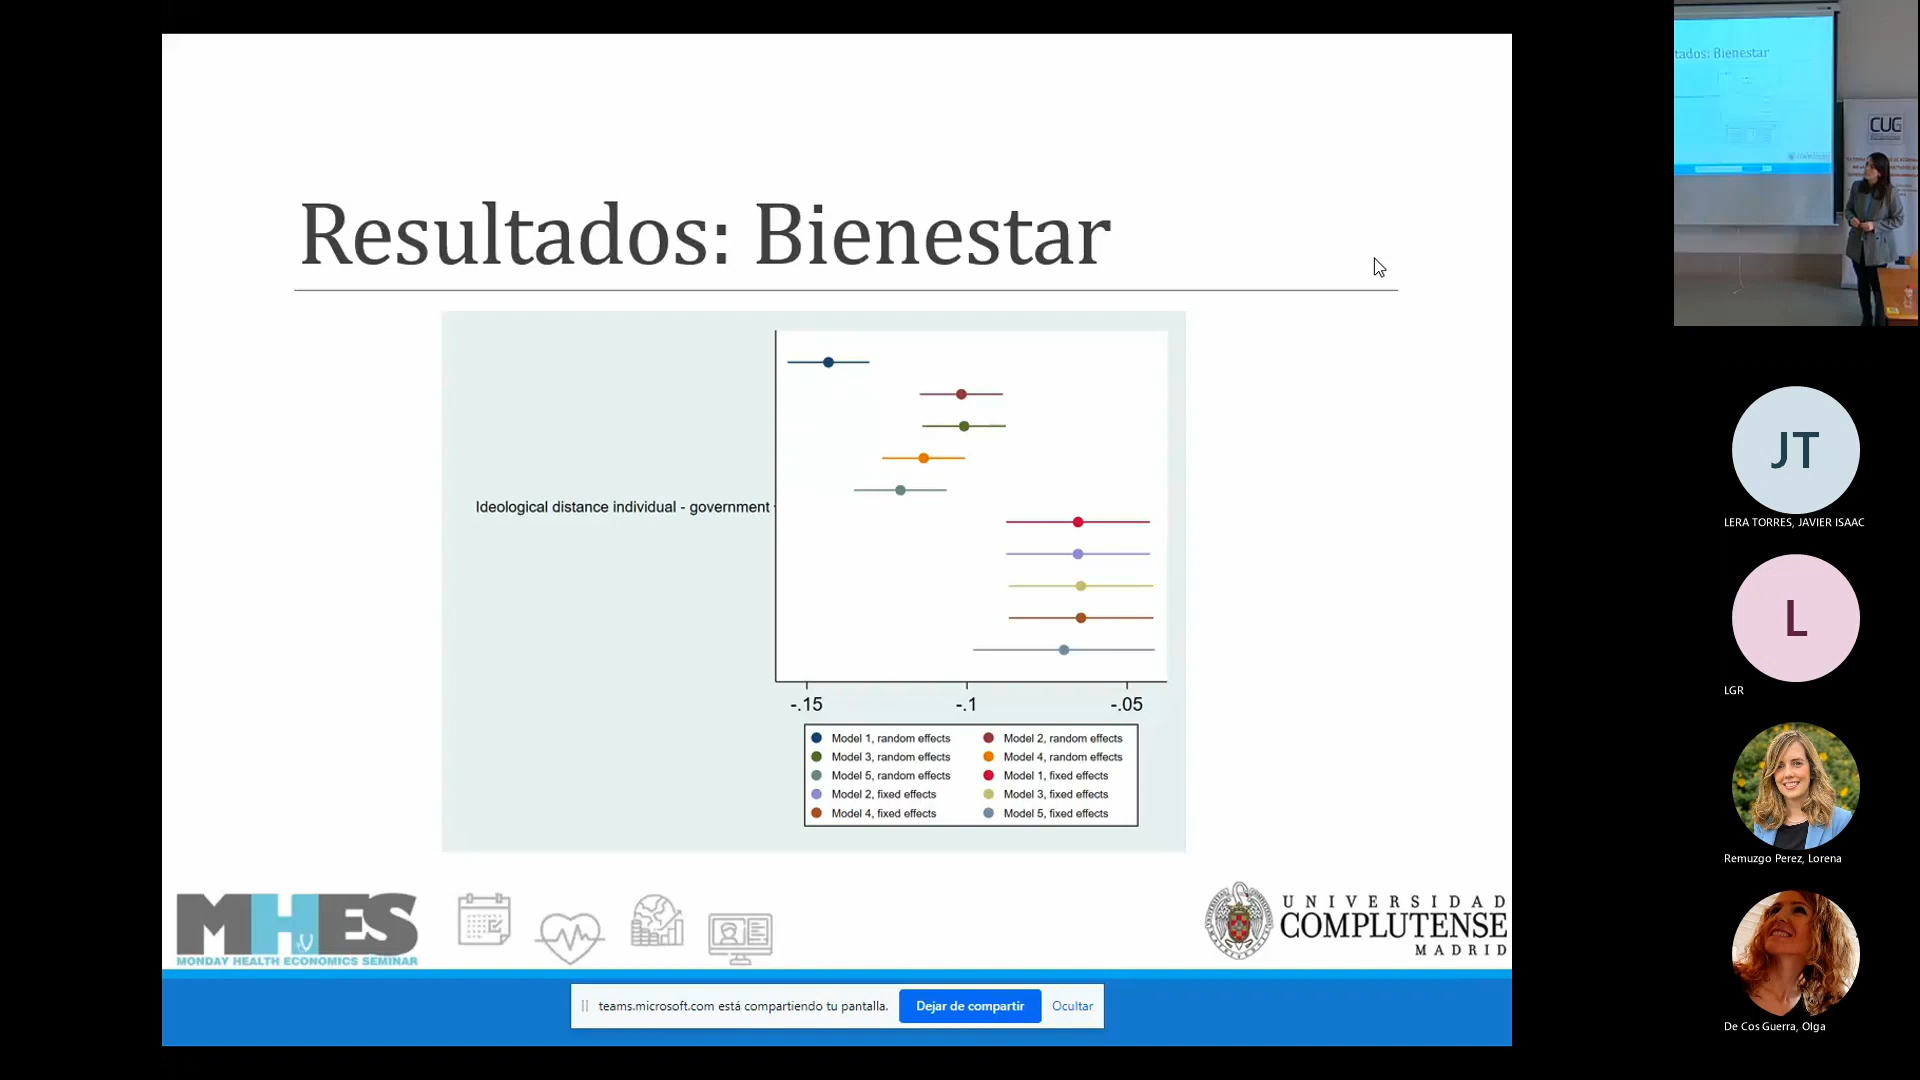 Resultados: Bienestar
Ideological distance individual - government
-.15
-.1
-.05
Model 1, random effects
Model 2, random effects
Model 3, random effects
Model 4, random effects
Model 5, random effects
Model 1, fixed effects
Model 2, fixed effects
Model 3, fixed effects
Model 4, fixed effects
Model 5, fixed effects
MHES
TV
MONDAY HEALTH ECONOMICS SEMINAR
UNIVERSIDAD
COMPLUTENSE
MADRID
teams.microsoft.com está compartiendo tu pantalla.
Dejar de compartir
Ocultar
tados: Bienestar
CUG
JT
LERA TORRES, JAVIER ISAAC
L
LGR
Remuzgo Perez, Lorena
De Cos Guerra, Olga